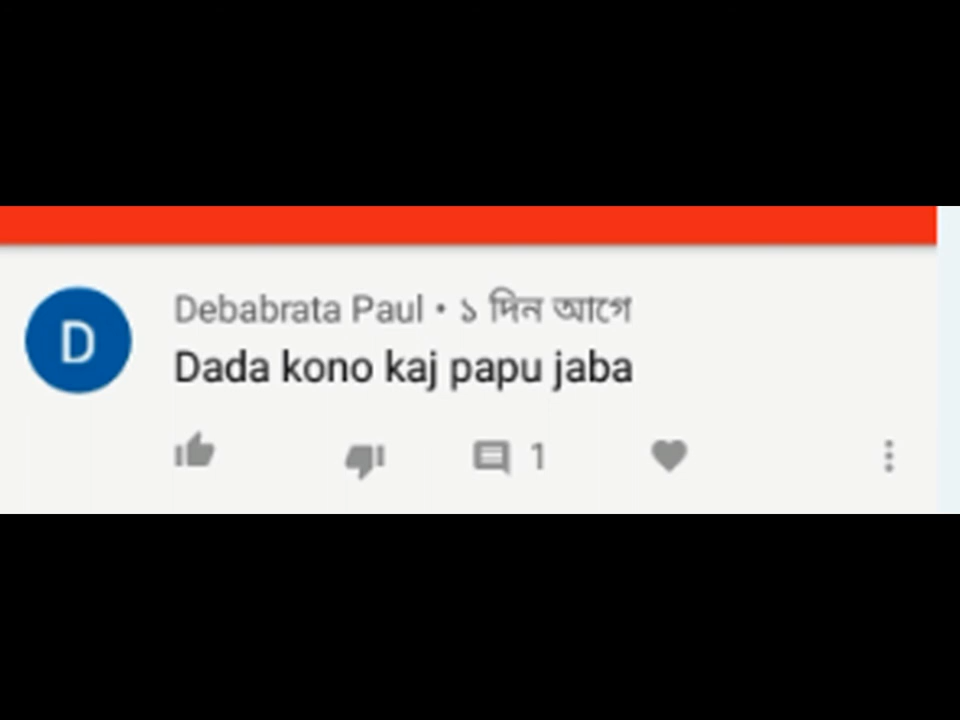 D
Debabrata Paul • ১ দিন আগে
Dada kono kaj papu jaba
1